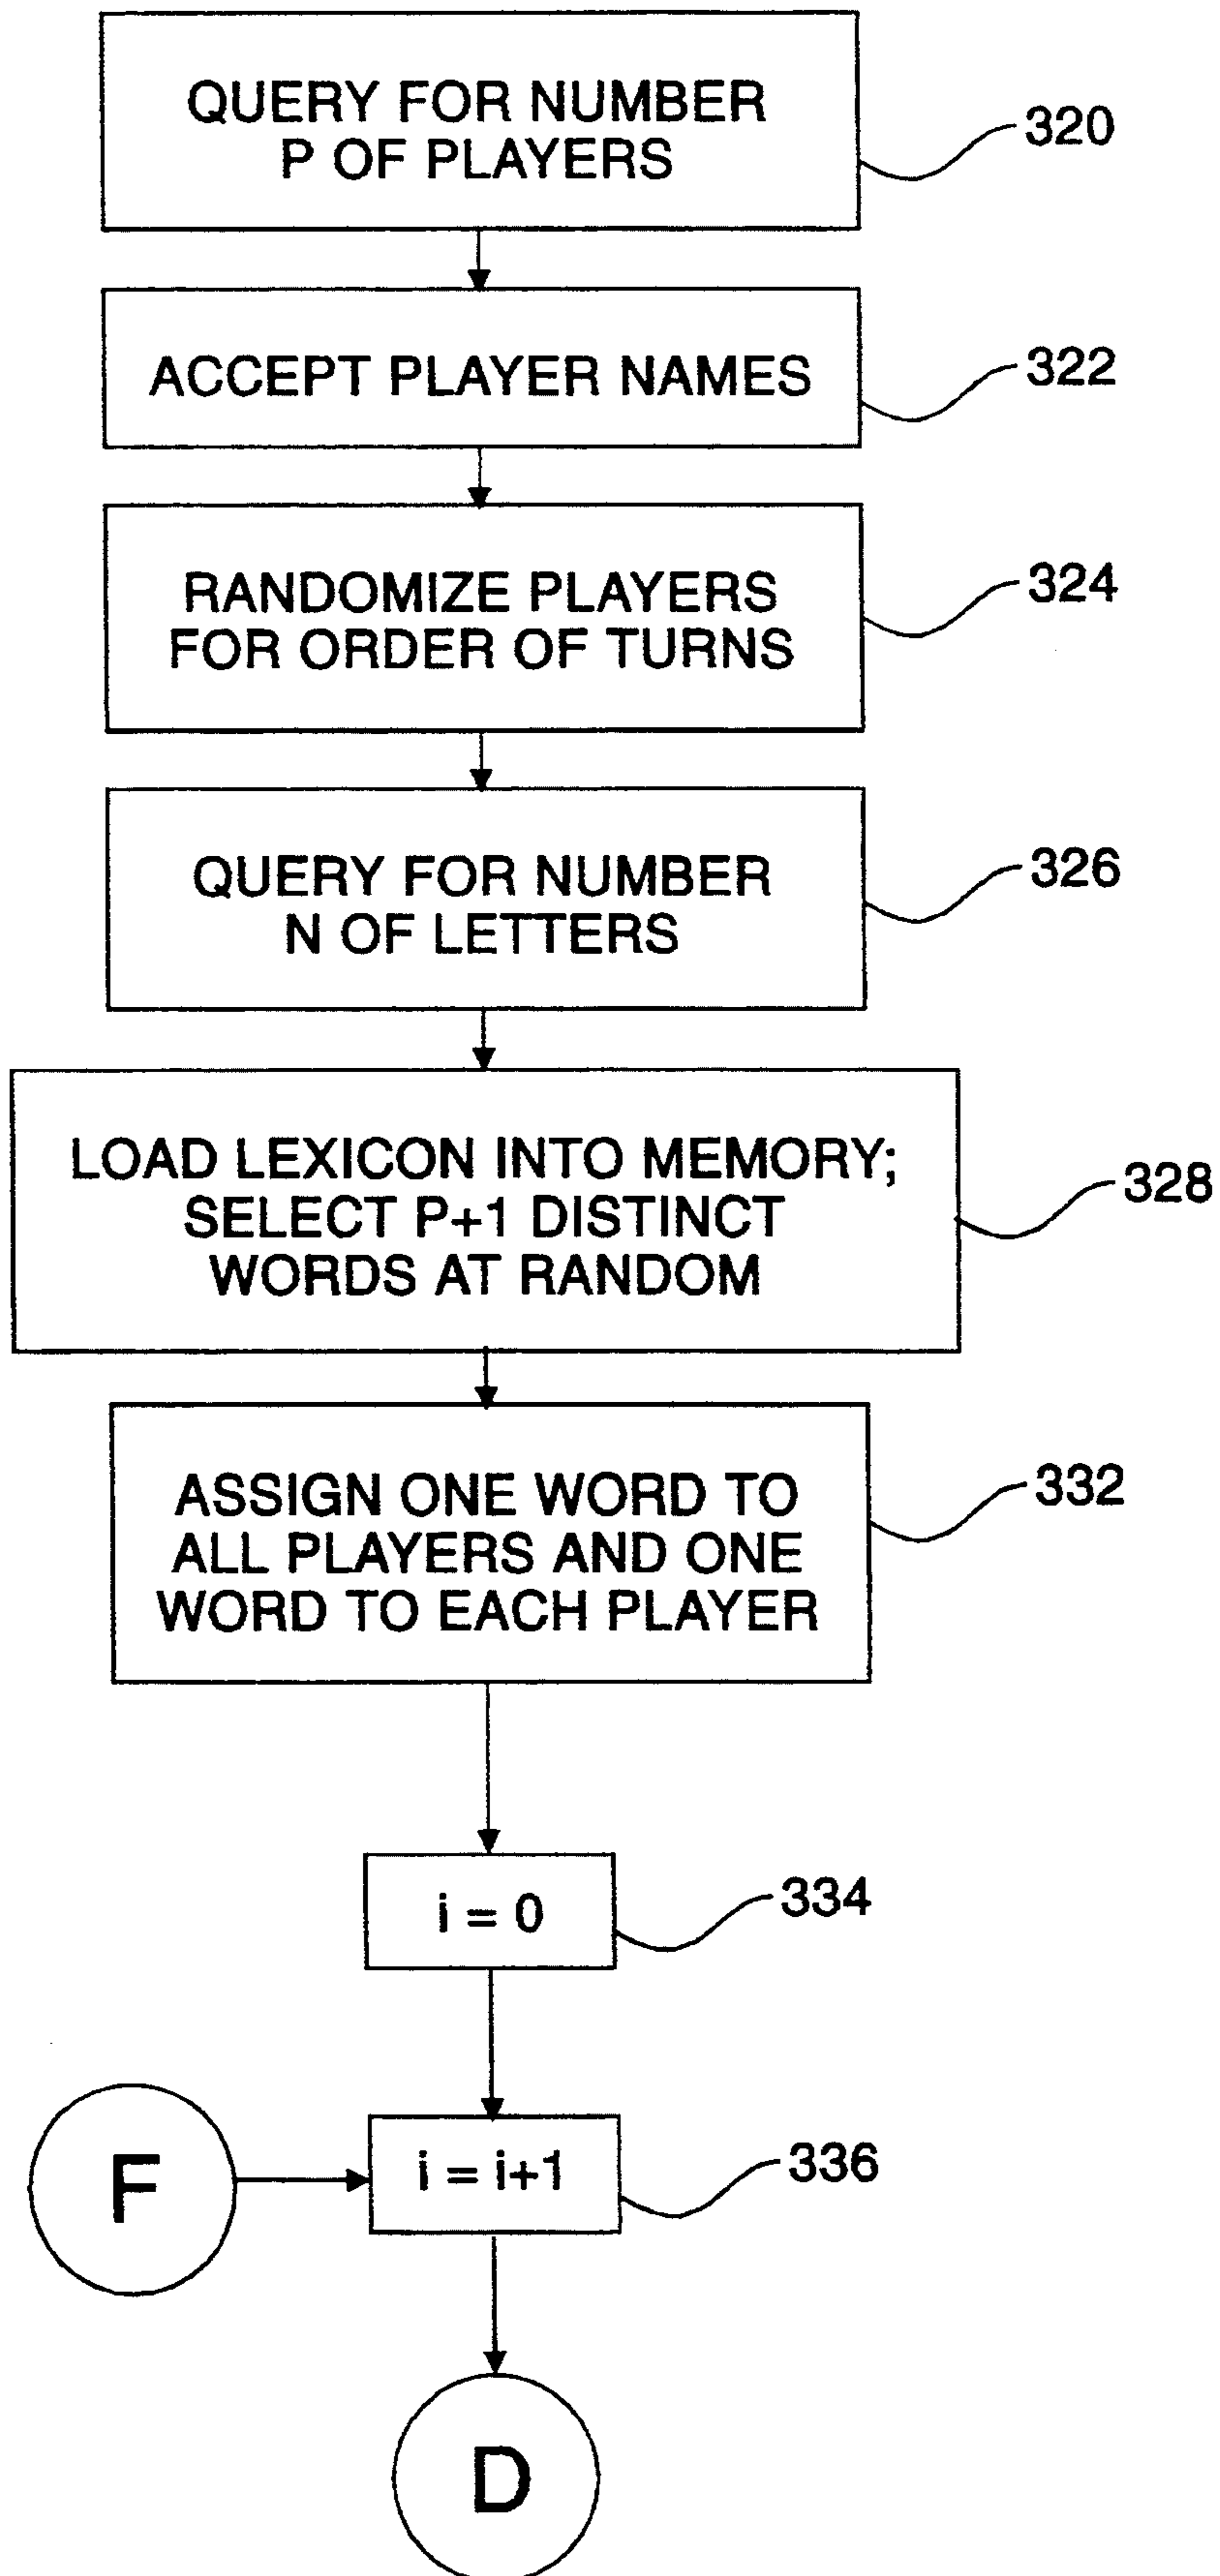 QUERY FOR NUMBER
P OF PLAYERS
320
ACCEPT PLAYER NAMES
322
RANDOMIZE PLAYERS
FOR ORDER OF TURNS
324
QUERY FOR NUMBER
N OF LETTERS
326
LOAD LEXICON INTO MEMORY;
SELECT P+1 DISTINCT
WORDS AT RANDOM
328
ASSIGN ONE WORD TO
ALL PLAYERS AND ONE
WORD TO EACH PLAYER
332
i = 0
334
F
i = i+1
336
D